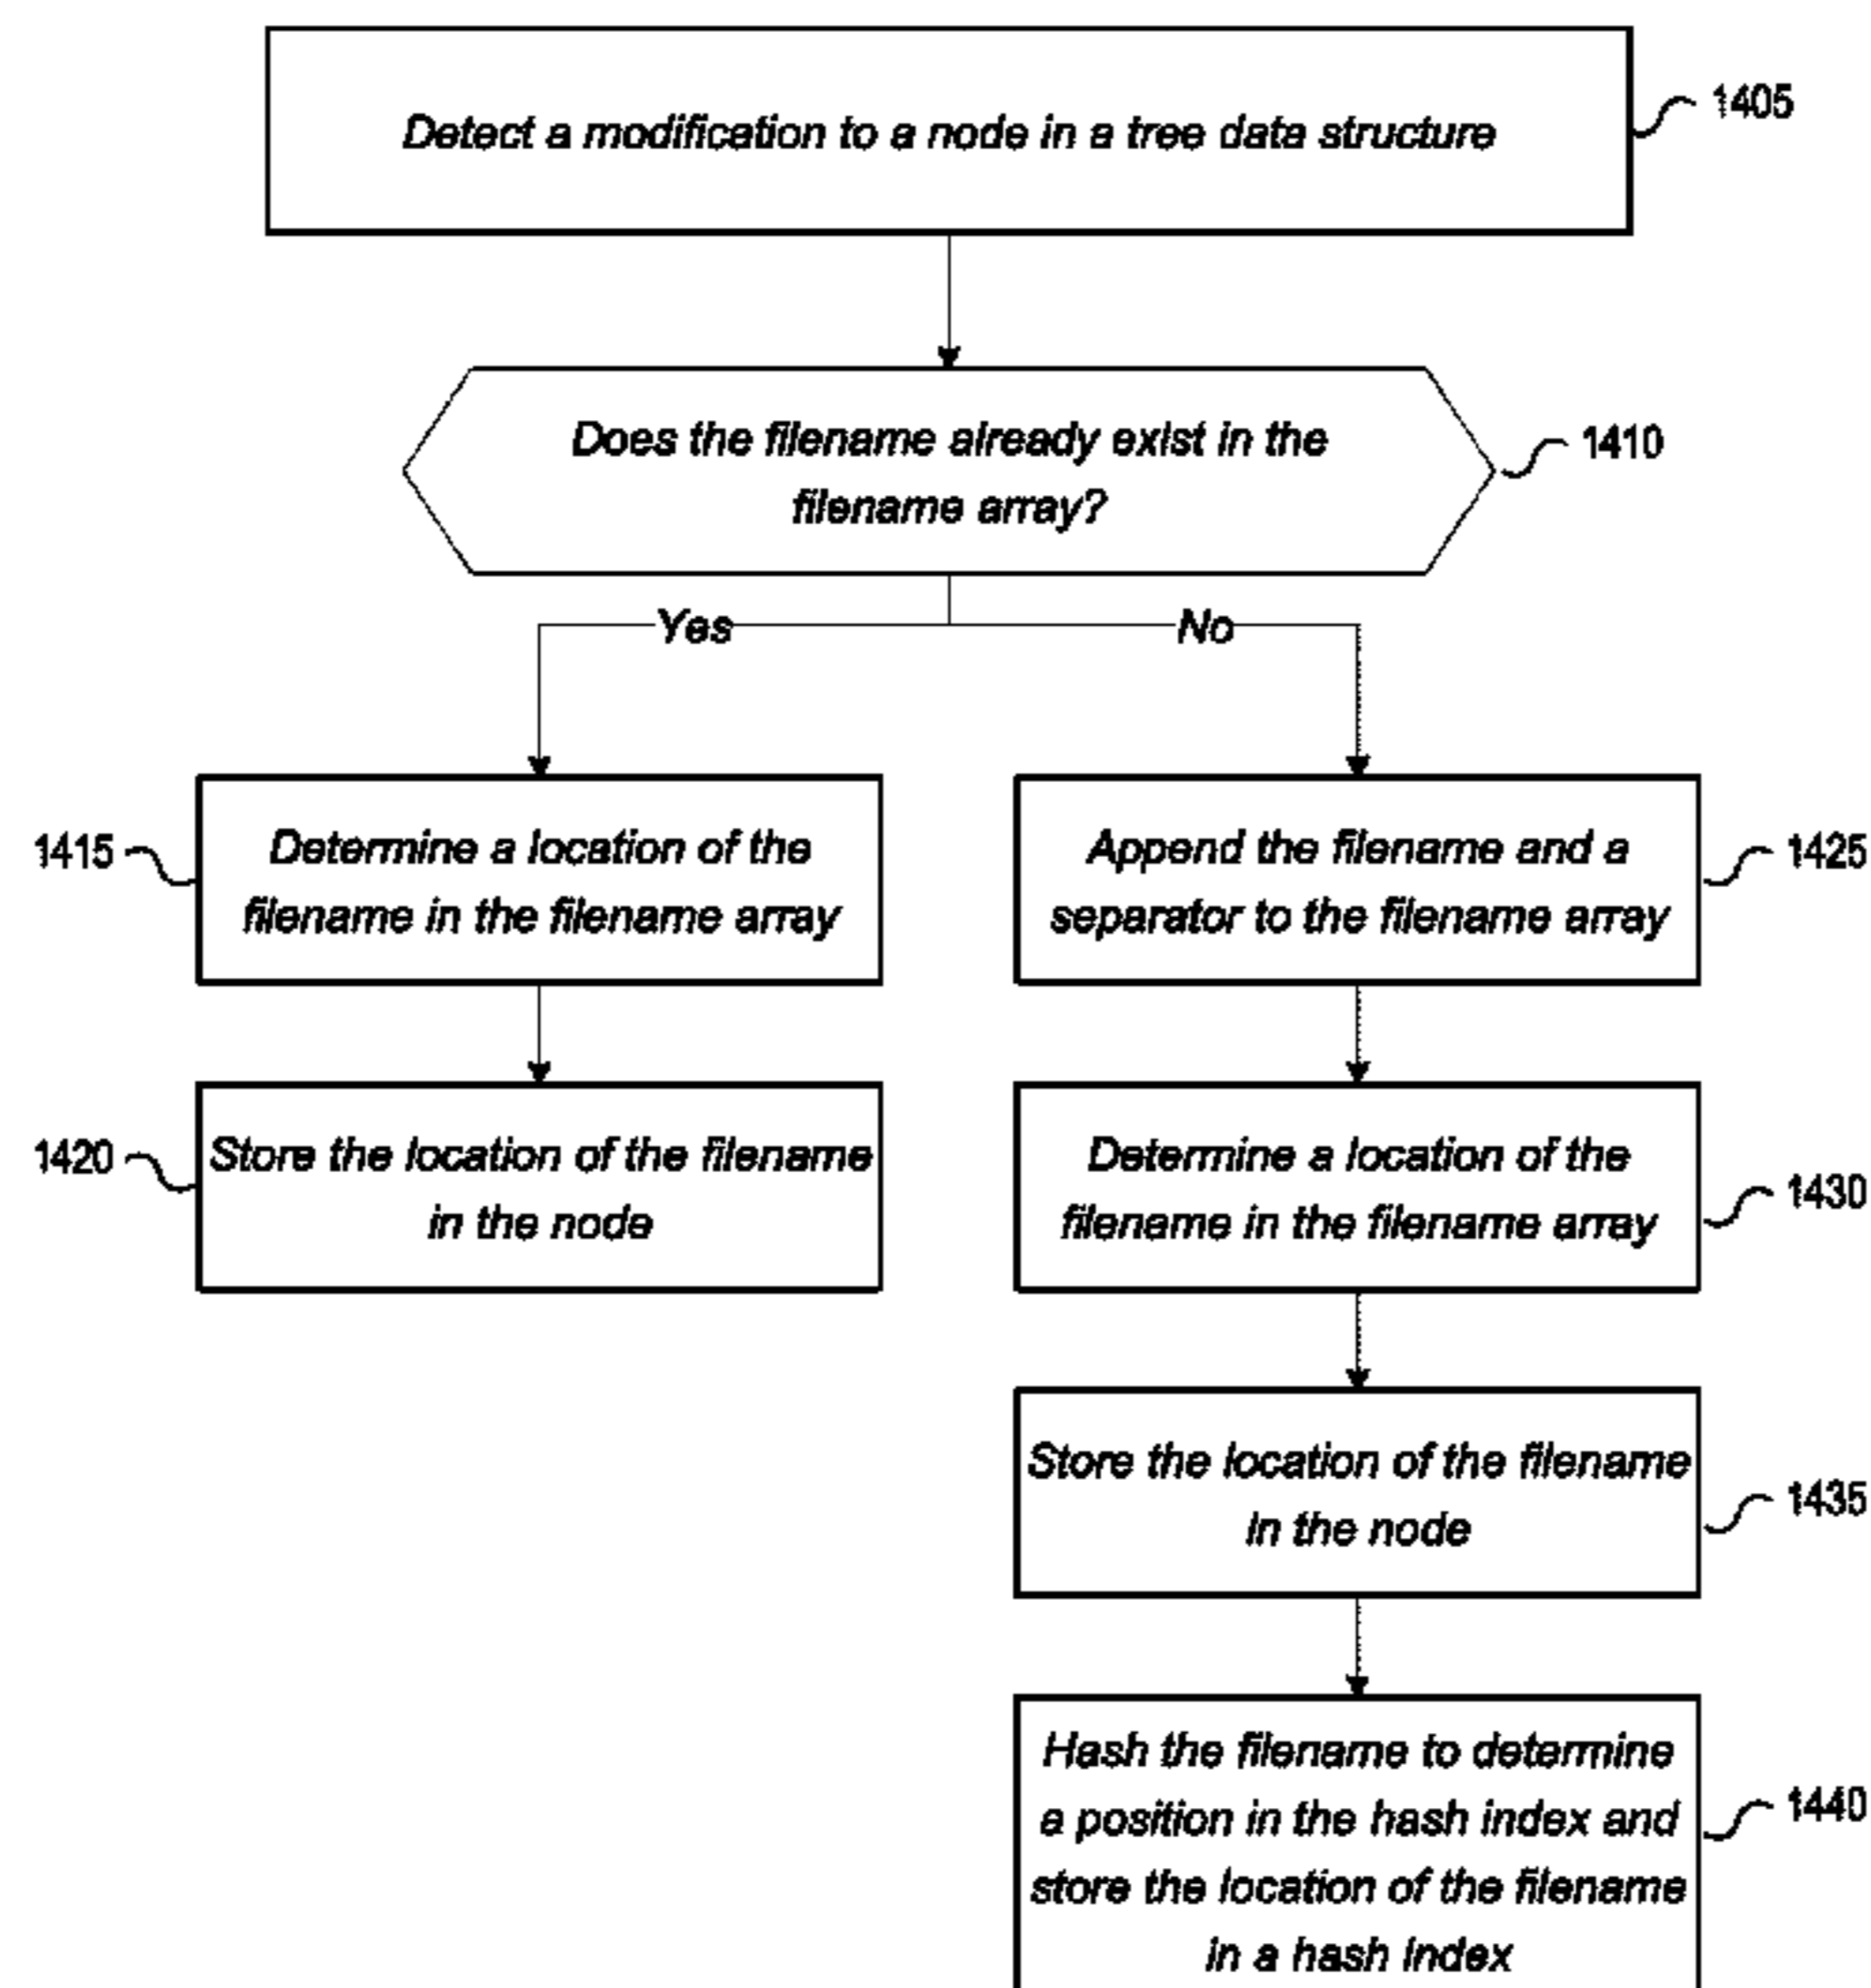 Detect a modification to a node in a tree data structure
1405
Does the filename already exist in the
filename array?
1410
Yes
No
1415
Determine a location of the
filename in the filename array
Append the filename and a
separator to the filename array
1425
1420
Store the location of the filename
in the node
Determine a location of the
filename in the filename array
1430
Store the location of the filename
in the node
1435
Hash the filename to determine
a position in the hash index and
store the location of the filename
in a hash index
1440